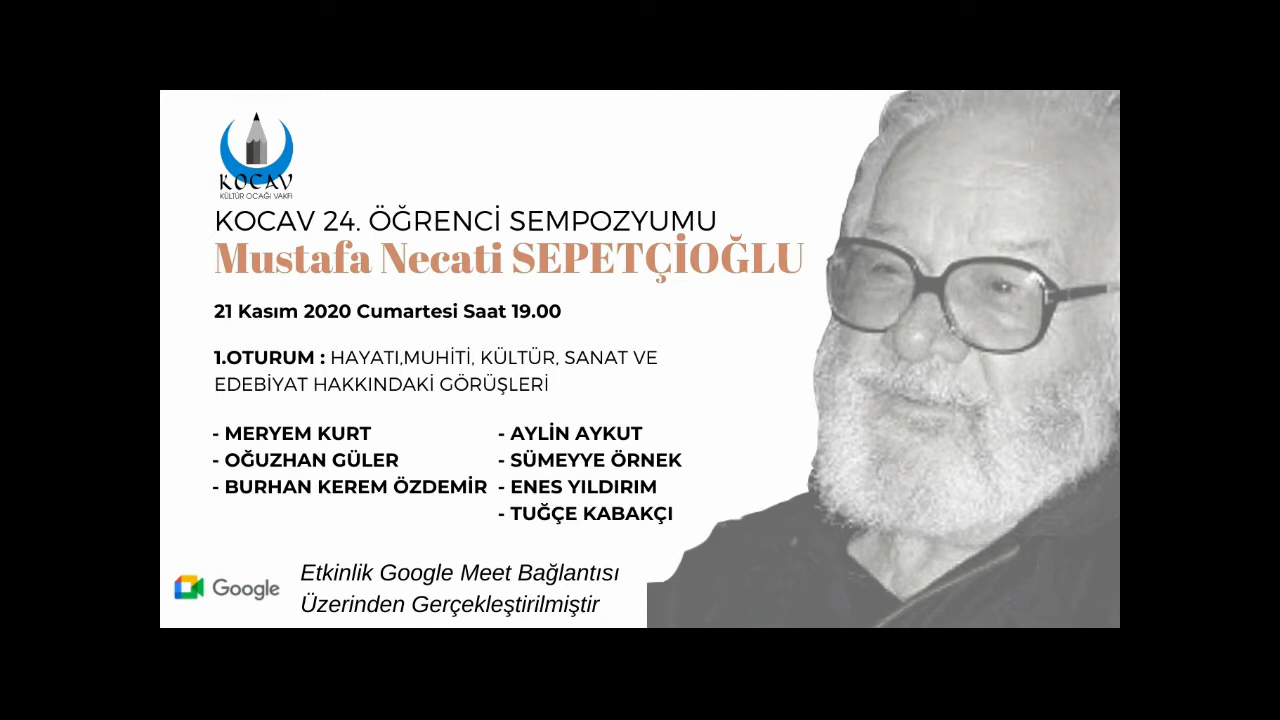 KOCAV
KÜLTÜR OCAĞI VAKFI
KOCAV 24. ÖĞRENCİ SEMPOZYUMU
Mustafa Necati SEPETÇİOĞLU
21 Kasım 2020 Cumartesi Saat 19.00
1.OTURUM : HAYATI,MUHİTİ, KÜLTÜR, SANAT VE
EDEBİYAT HAKKINDAKİ GÖRÜŞLERİ
- MERYEM KURT
- OĞUZHAN GÜLER
- BURHAN KEREM ÖZDEMİR
- AYLİN AYKUT
- SÜMEYYE ÖRNEK
- ENES YILDIRIM
- TUĞÇE KABAKÇI
Google
Etkinlik Google Meet Bağlantısı
Üzerinden Gerçekleştirilmiştir